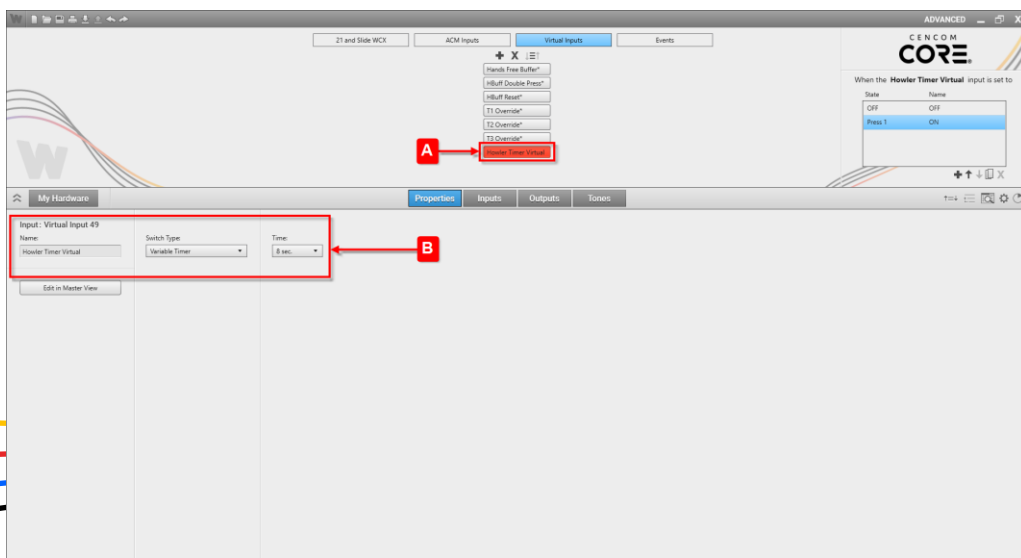 ADVANCED
21 and Slide WCX
ACM Inputs
Virtual Inputs
Events
Hands Free Buffer*
HBuff Double Press*
HBuff Reset*
T1 Override*
T2 Override*
T3 Override*
Howler Timer Virtual
A
CENCOM
CORE
When the Howler Timer Virtual input is set to
State Name
OFF OFF
Press 1 ON
W
My Hardware
Properties
Inputs
Outputs
Tones
Input: Virtual Input 49
Name:
Howler Timer Virtual
Switch Type:
Variable Timer
Time:
8 sec.
B
Edit in Master View